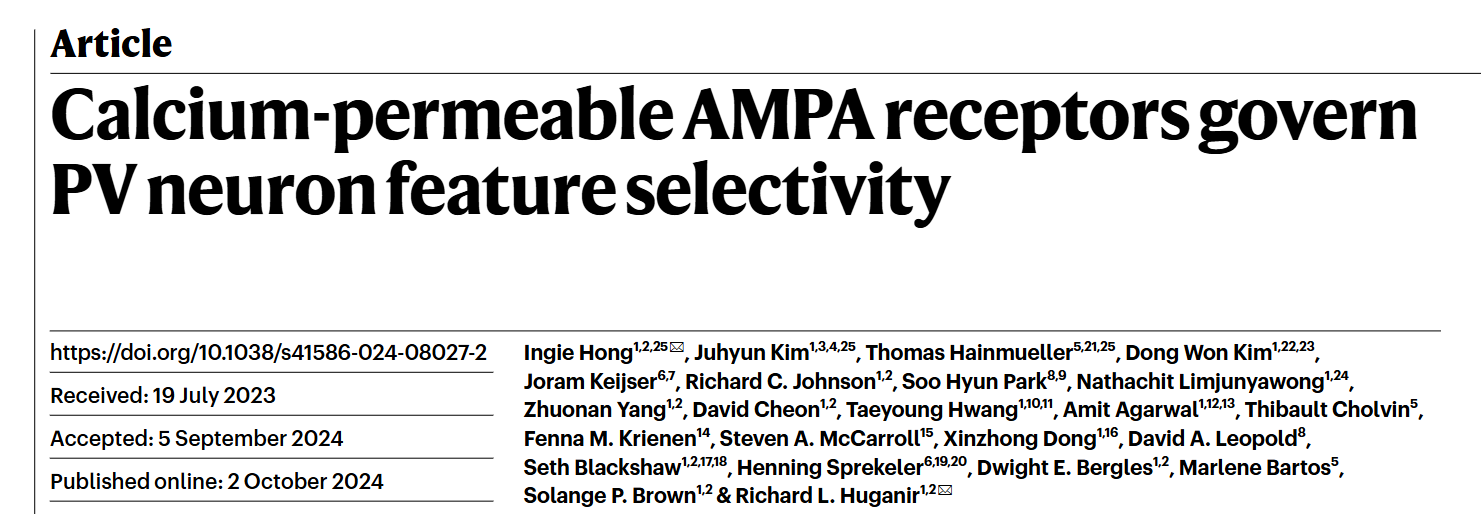 Article
Calcium-permeable AMPA receptors govern
PV neuron feature selectivity
https://doi.org/10.1038/s41586-024-08027-2
Received: 19 July 2023
Accepted: 5 September 2024
Published online: 2 October 2024
Ingie Hong1,2,25✉, Juhyun Kim1,3,4,25, Thomas Hainmueller5,21,25, Dong Won Kim1,22,23,
Joram Keijser6,7, Richard C. Johnson1,2, Soo Hyun Park8,9, Nathachit Limjunyawong1,24,
Zhuonan Yang1,2, David Cheon1,2, Taeyoung Hwang1,10,11, Amit Agarwal1,12,13, Thibault Cholvin5,
Fenna M. Krienen14, Steven A. McCarroll15, Xinzhong Dong1,16, David A. Leopold8,
Seth Blackshaw1,2,17,18, Henning Sprekeler6,19,20, Dwight E. Bergles1,2, Marlene Bartos5,
Solange P. Brown1,2 & Richard L. Huganir1,2✉